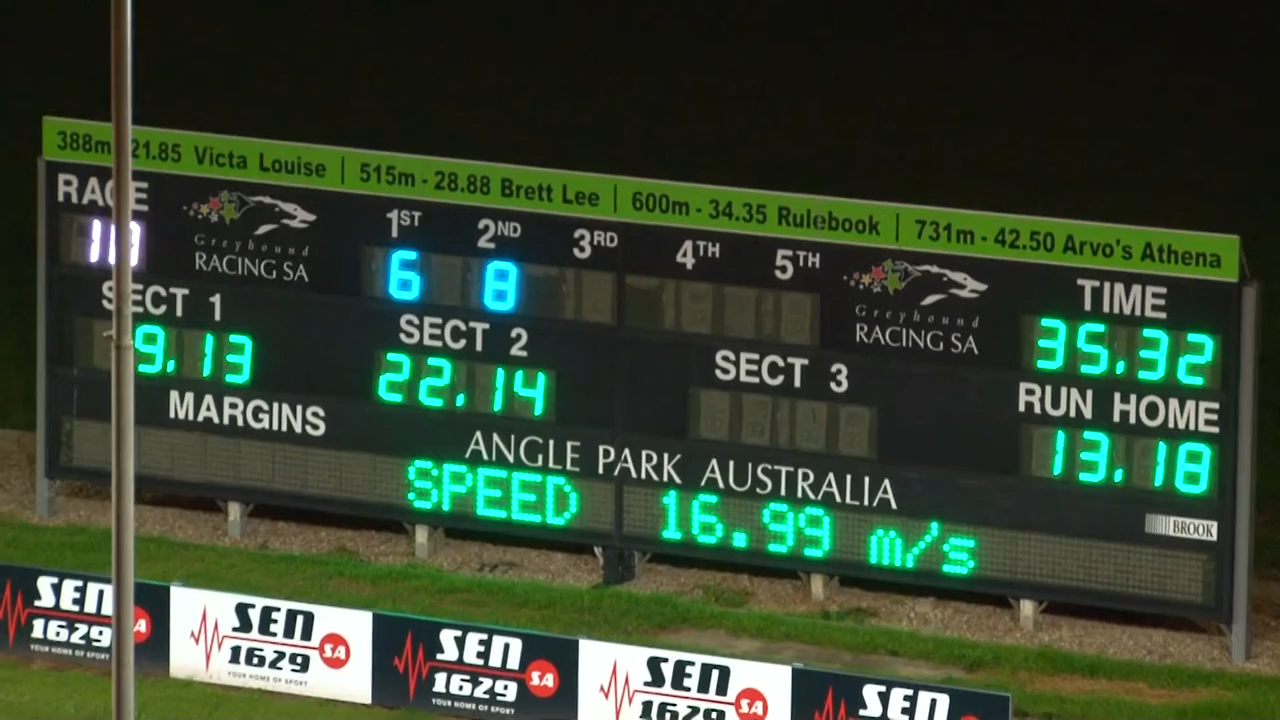 388m 21.85 Victa Louise | 515m - 28.88 Brett Lee | 600m - 34.35 Rulebook | 731m - 42.50 Arvo's Athena
RACE
Greyhound
RACING SA
1ST 2ND 3RD 4TH 5TH
6 8
Greyhound
RACING SA
TIME
35.32
SECT 1
9.13
SECT 2
22.14
SECT 3
RUN HOME
13.18
MARGINS
ANGLE PARK AUSTRALIA
SPEED 16.99 m/s
BROOK
SEN
1629
YOUR HOME OF SPORT
SEN
1629 SA
YOUR HOME OF SPORT
SEN
1629 SA
YOUR HOME OF SPORT
SEN
1629 SA
SEN